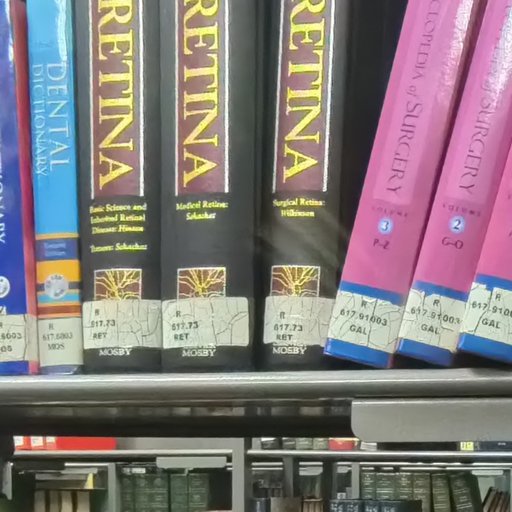 DENTAL
DICTIONARY
R
617.6003
MOS
RETINA
Basic Science and
Inherited Retinal
Disease: Hinton
Tumors: Schachat
R
617.73
RET
MOSBY
RETINA
Medical Retina:
Schachat
R
617.73
RET
MOSBY
RETINA
Surgical Retina:
Wilkinson
R
617.73
RET
MOSBY
CLOPEDIA of SURGERY
VOLUME
3
P-Z
R
617.91003
GAL
of SURGERY
VOLUME
2
G-O
R
617.91003
GAL
617.91003
GAL